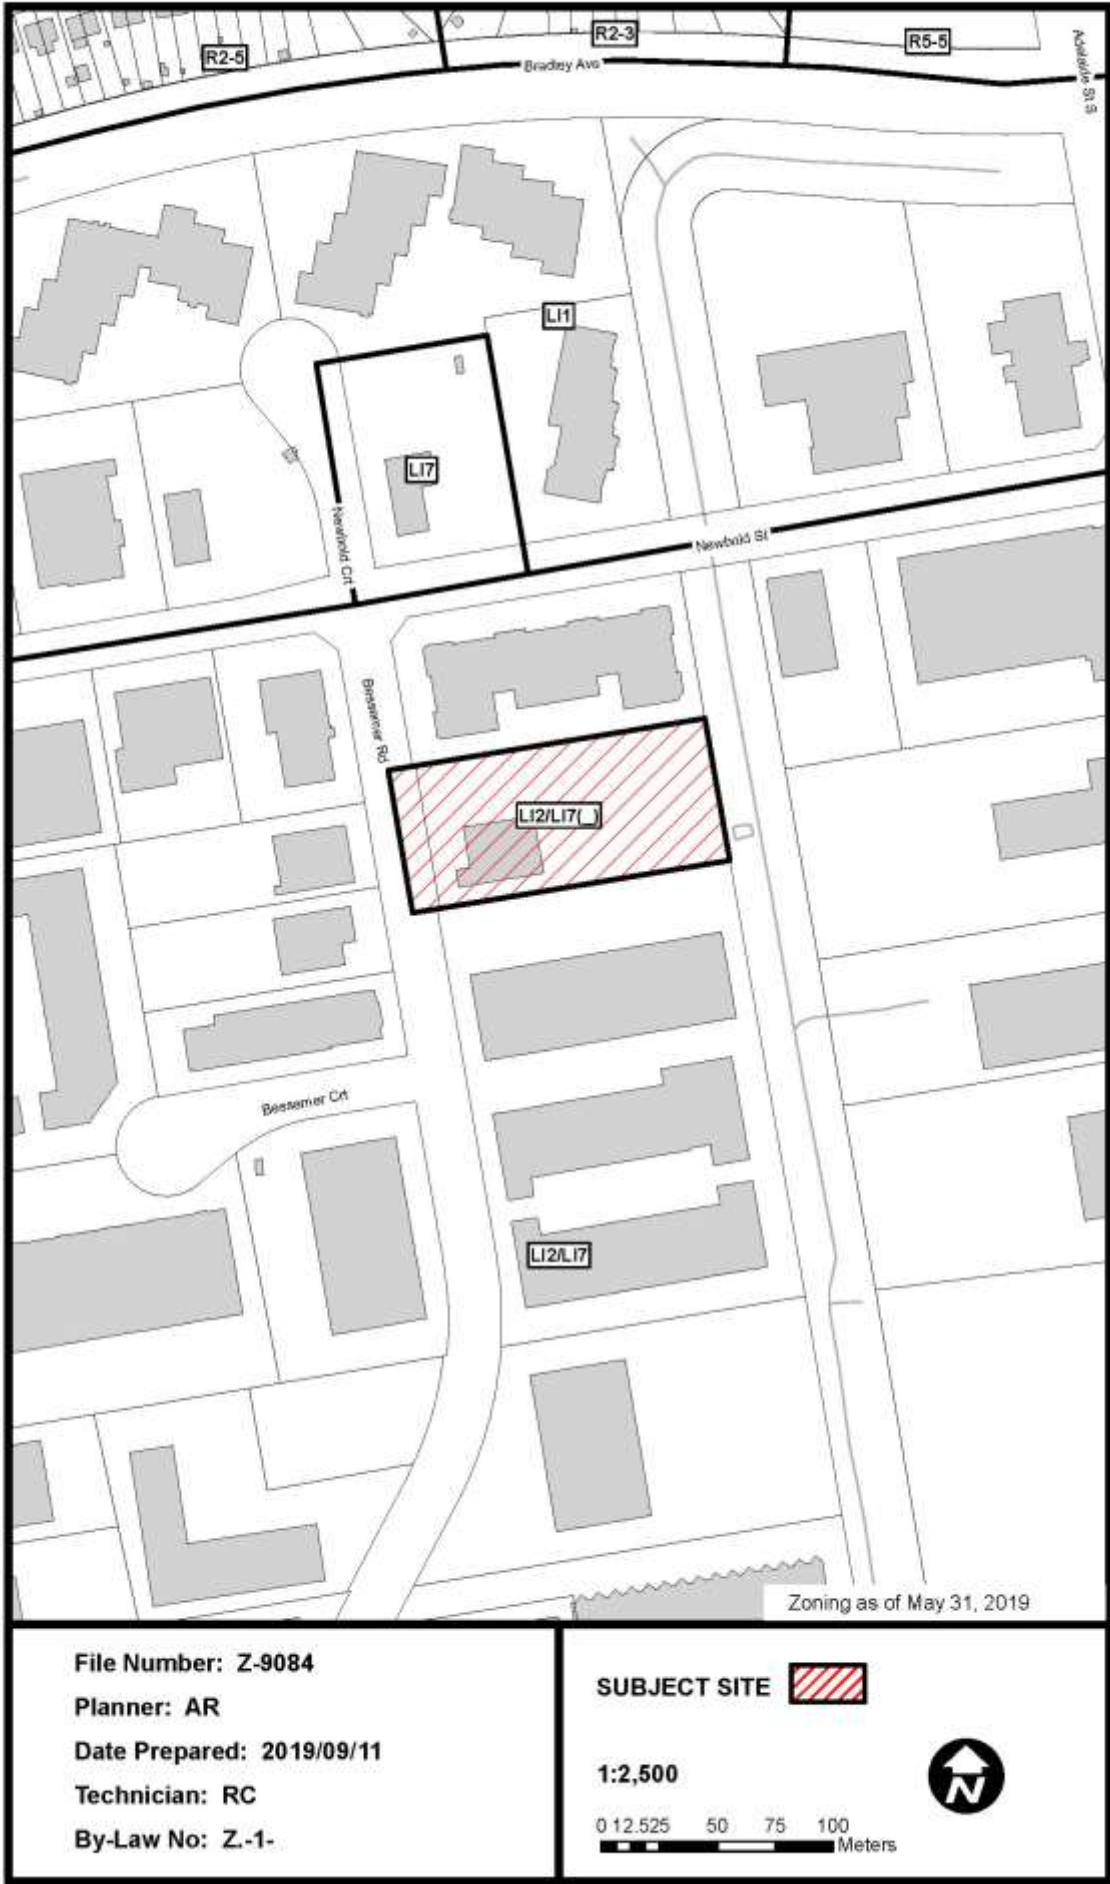 R2-5
R2-3
R5-5
Bradley Ave
Adelaide St S
LI1
LI7
Newbold Crt
Newbold St
Bessemer Rd
LI2/LI7(_)
Bessemer Crt
LI2/LI7
Zoning as of May 31, 2019
File Number: Z-9084
Planner: AR
Date Prepared: 2019/09/11
Technician: RC
By-Law No: Z.-1-
SUBJECT SITE
1:2,500
N
0 12.525 50 75 100
Meters